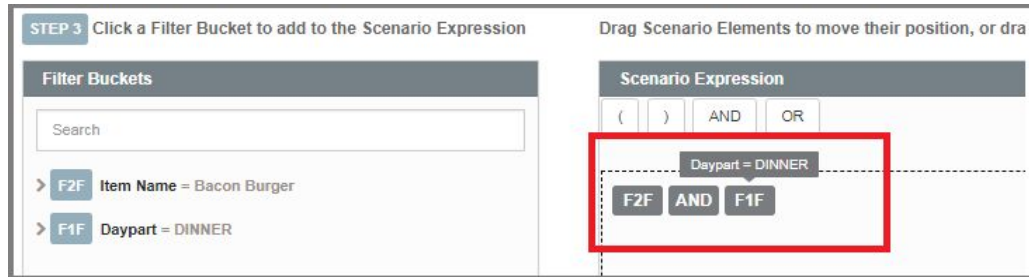 STEP 3 Click a Filter Bucket to add to the Scenario Expression
Filter Buckets
Search
F2F Item Name = Bacon Burger
F1F Daypart = DINNER
Drag Scenario Elements to move their position, or dra
Scenario Expression
( ) AND OR
Daypart = DINNER
F2F AND F1F